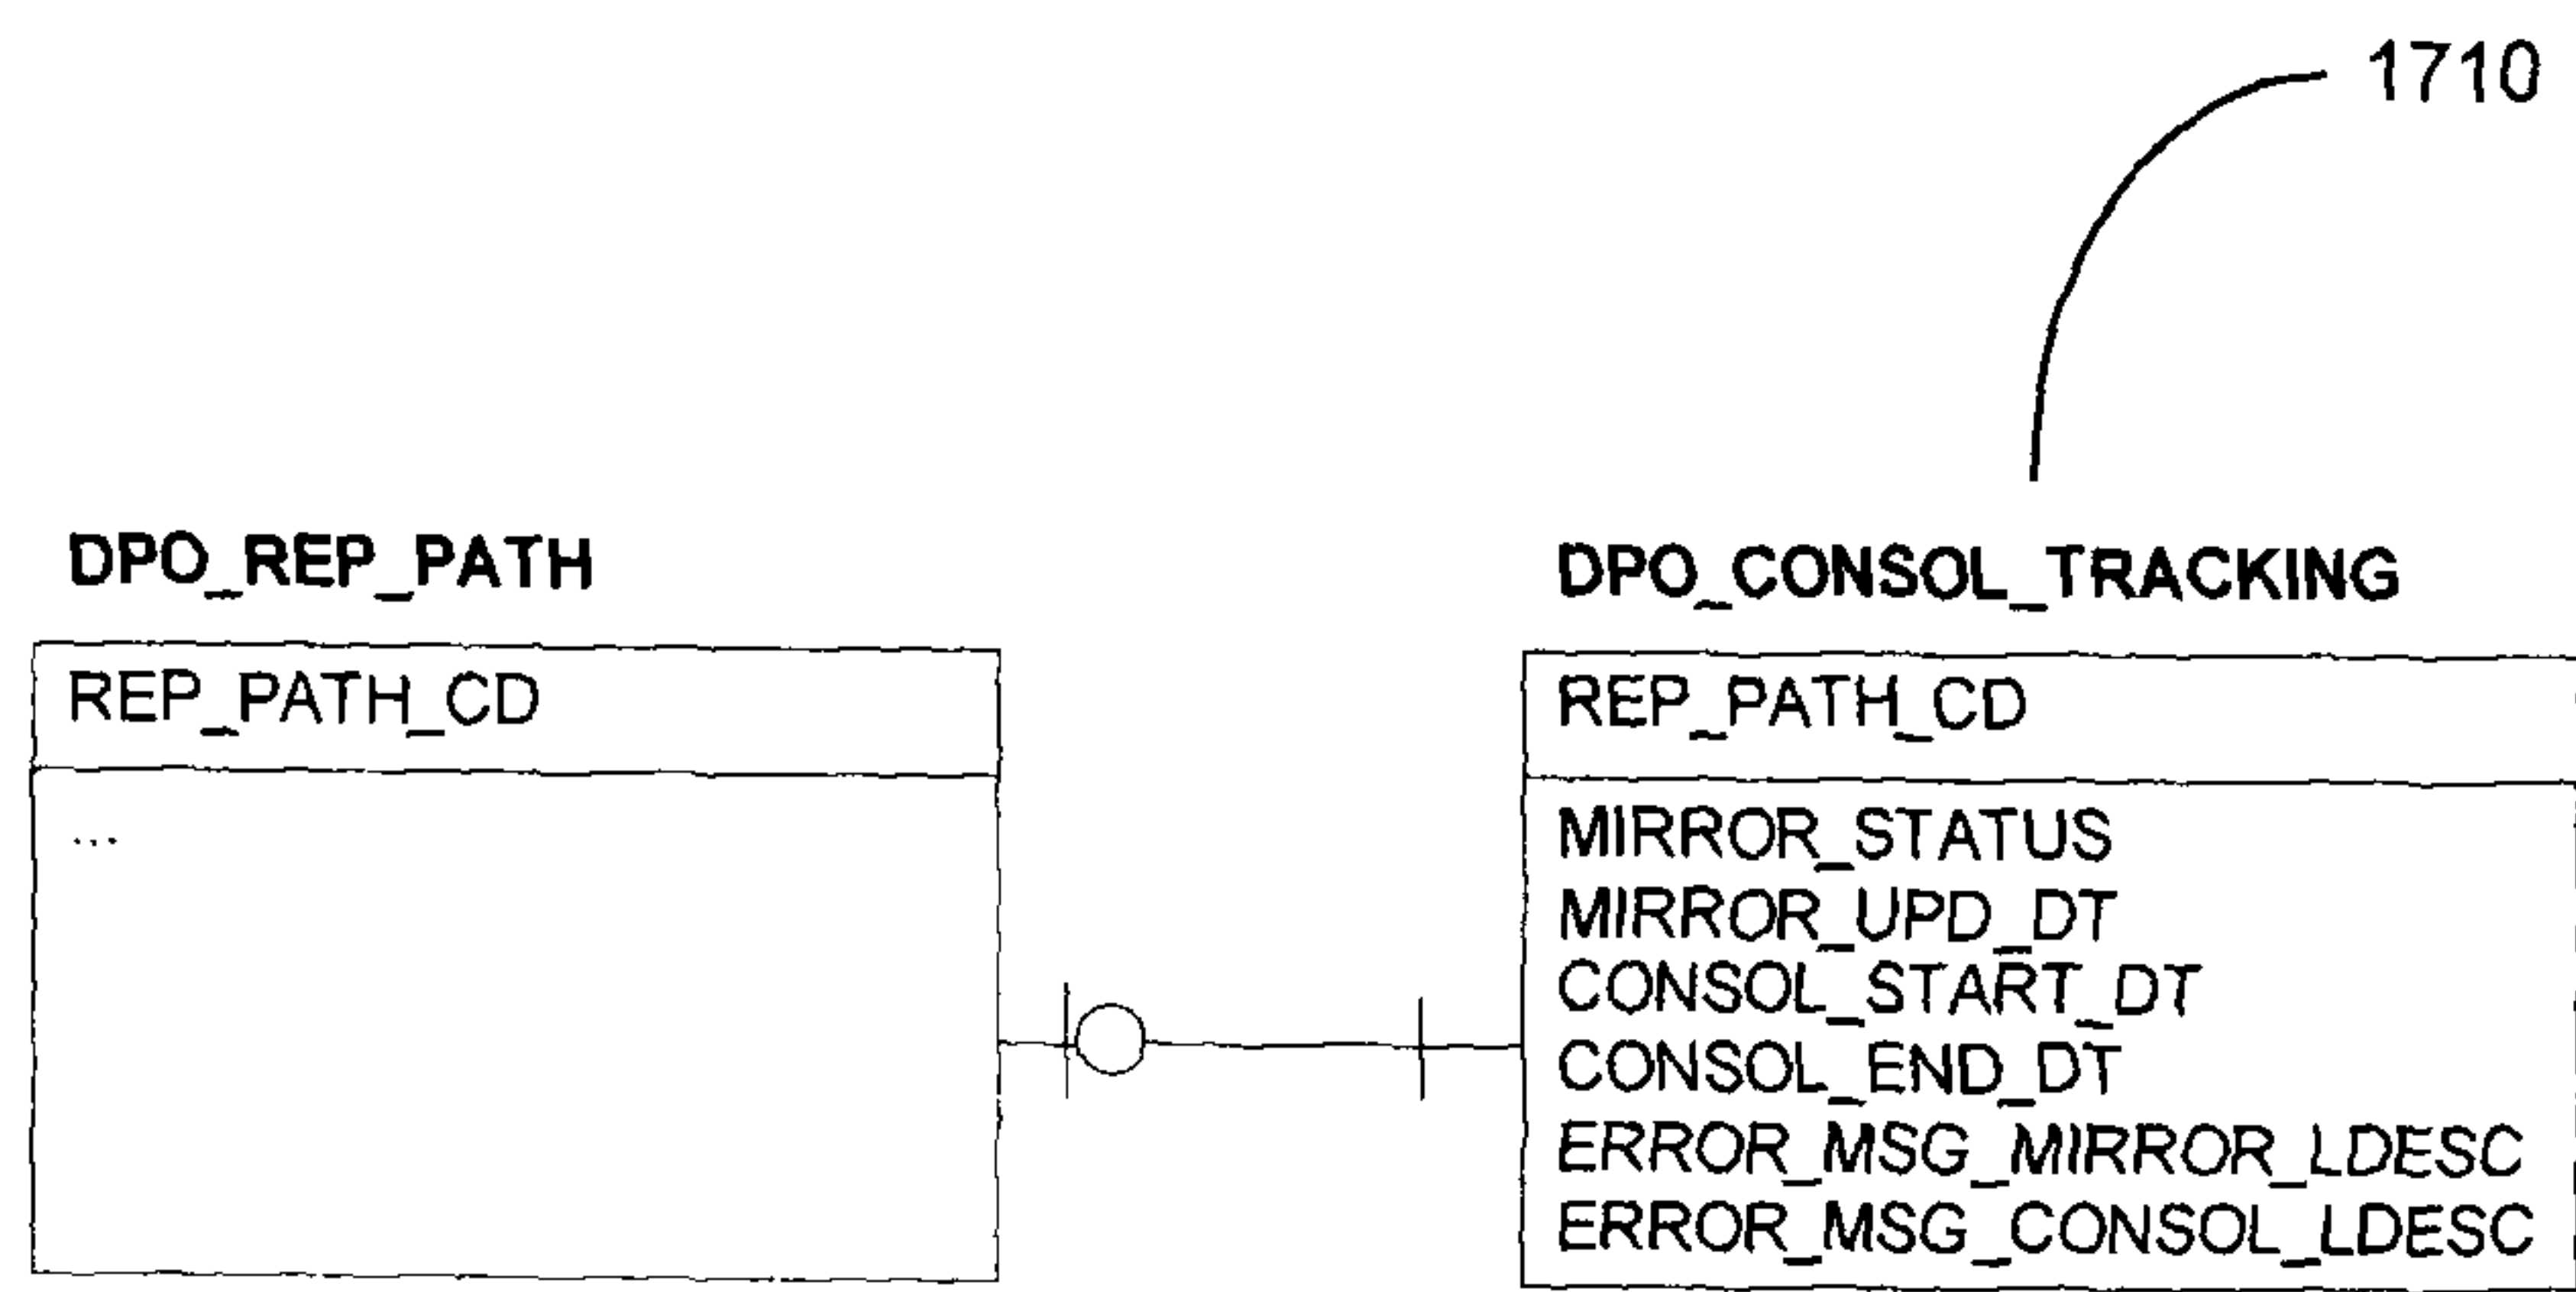 1710
DPO_REP_PATH
REP_PATH_CD
...
DPO_CONSOL_TRACKING
REP_PATH_CD
MIRROR_STATUS
MIRROR_UPD_DT
CONSOL_START_DT
CONSOL_END_DT
ERROR_MSG_MIRROR_LDESC
ERROR_MSG_CONSOL_LDESC